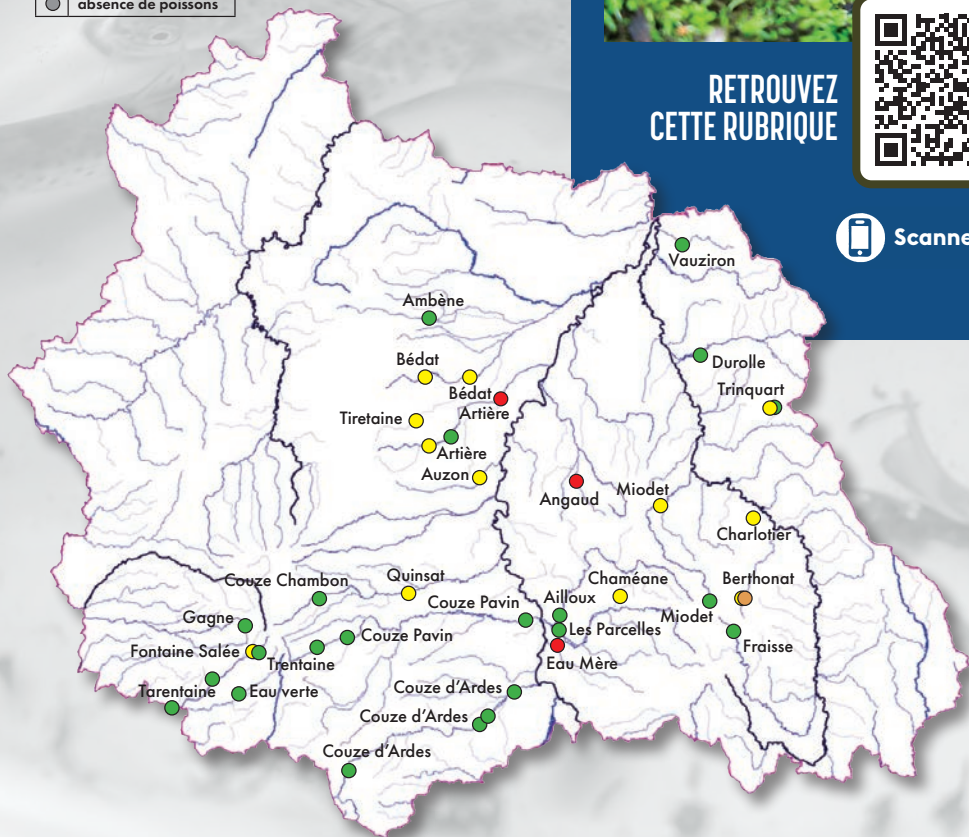 absence de poissons
RETROUVEZ
CETTE RUBRIQUE
Scanne
Vauziron
Ambène
Durolle
Bédat
Trinquart
Bédat
Artière
Tiretaine
Artière
Auzon
Angaud
Miodet
Charlotier
Couze Chambon
Quinsat
Chaméane
Berthonat
Ailloux
Couze Pavin
Gagne
Miodet
Les Parcelles
Couze Pavin
Fontaine Salée
Fraisse
Trentaine
Eau Mère
Tarentaine
Eau verte
Couze d'Ardes
Couze d'Ardes
Couze d'Ardes